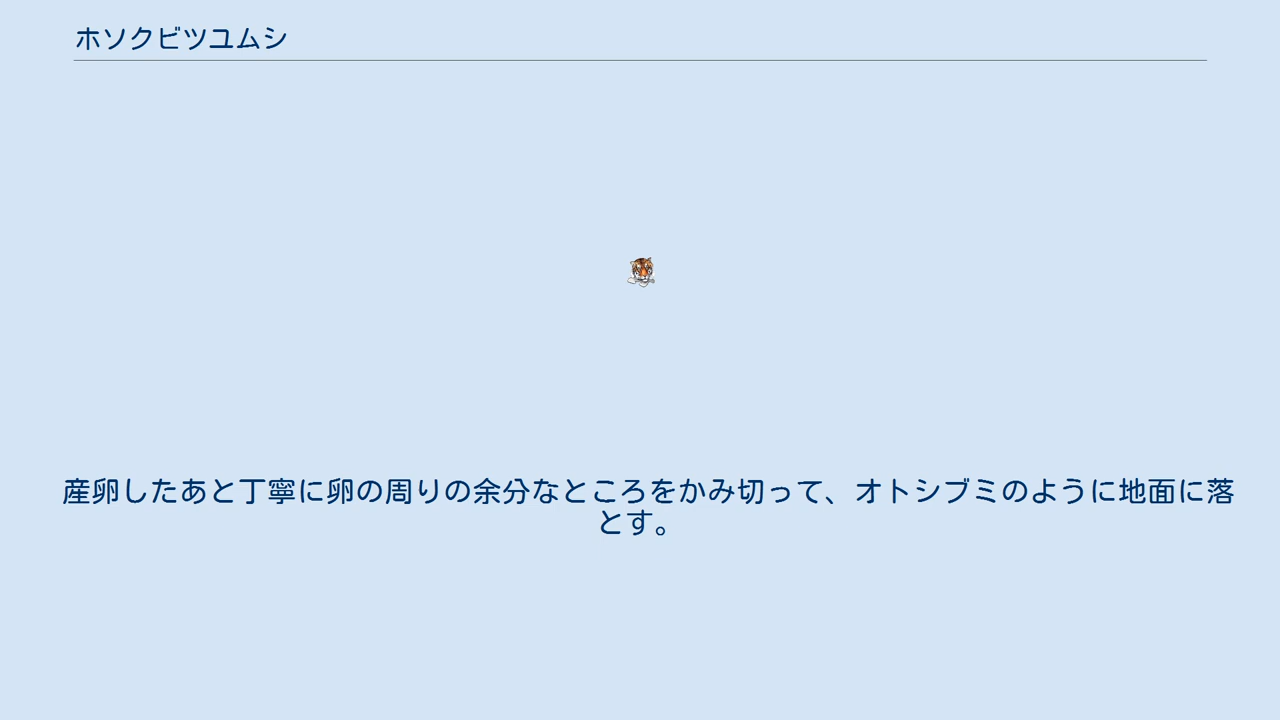 ホソクビツユムシ
産卵したあと丁寧に卵の周りの余分なところをかみ切って、オトシブミのように地面に落
とす。